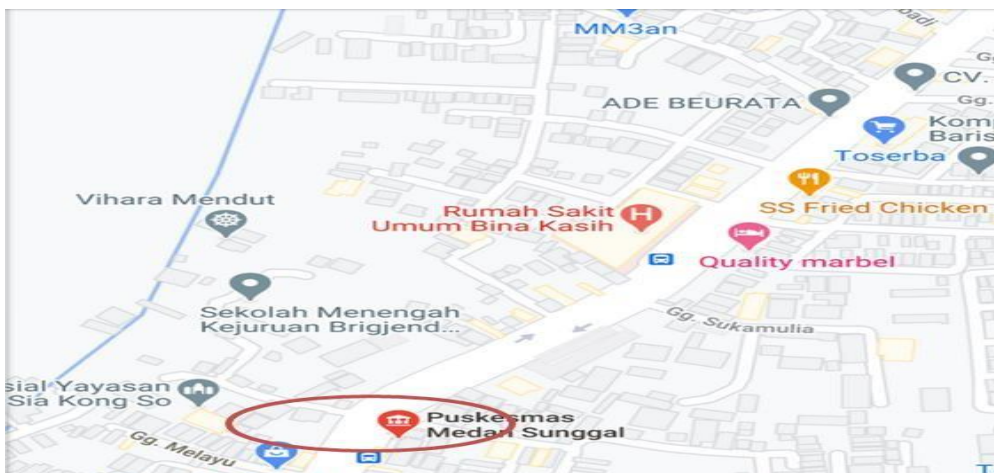 MM3an
CV.
ADE BEURATA
Gg.
Komp
Baris
Toserba
Vihara Mendut
Rumah Sakit
Umum Bina Kasih
SS Fried Chicken
Quality marbel
Sekolah Menengah
Kejuruan Brigjend...
Gg. Sukamulia
sial Yayasan
Sia Kong So
Puskesmas
Medan Sunggal
Gg. Melayu